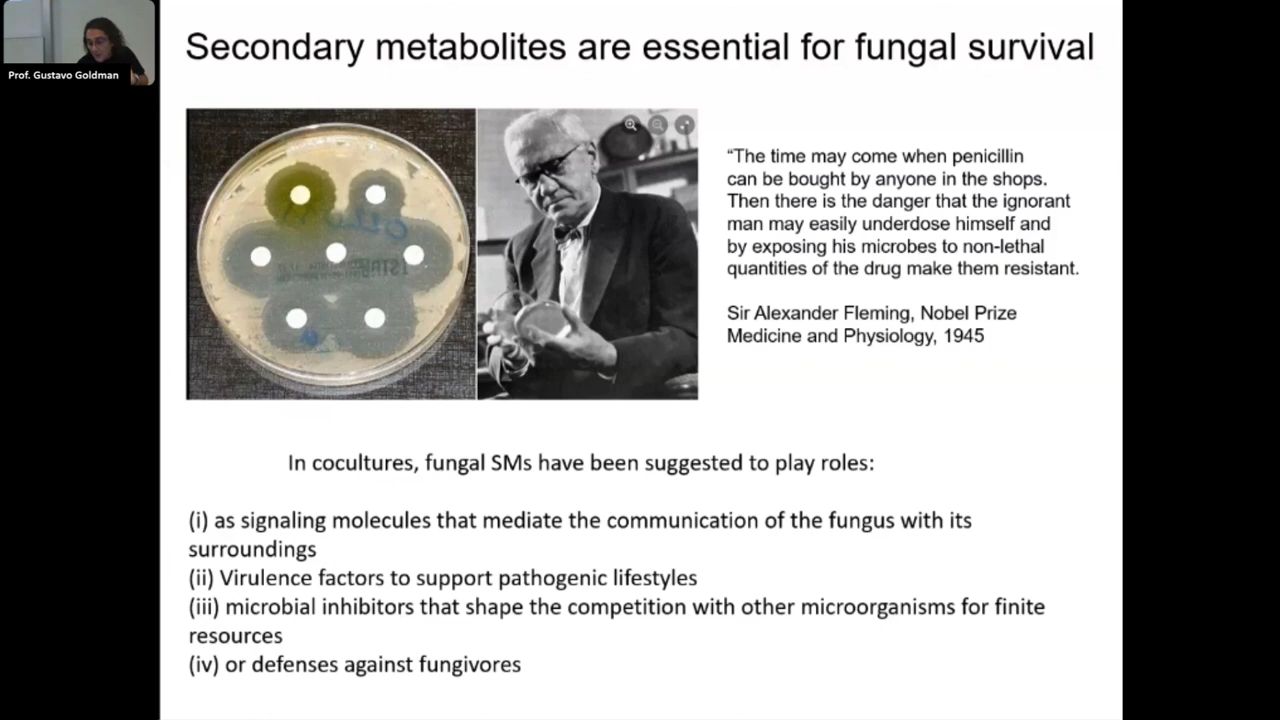 Prof. Gustavo Goldman
Secondary metabolites are essential for fungal survival
“The time may come when penicillin
can be bought by anyone in the shops.
Then there is the danger that the ignorant
man may easily underdose himself and
by exposing his microbes to non-lethal
quantities of the drug make them resistant.
Sir Alexander Fleming, Nobel Prize
Medicine and Physiology, 1945
In cocultures, fungal SMs have been suggested to play roles:
(i) as signaling molecules that mediate the communication of the fungus with its
surroundings
(ii) Virulence factors to support pathogenic lifestyles
(iii) microbial inhibitors that shape the competition with other microorganisms for finite
resources
(iv) or defenses against fungivores